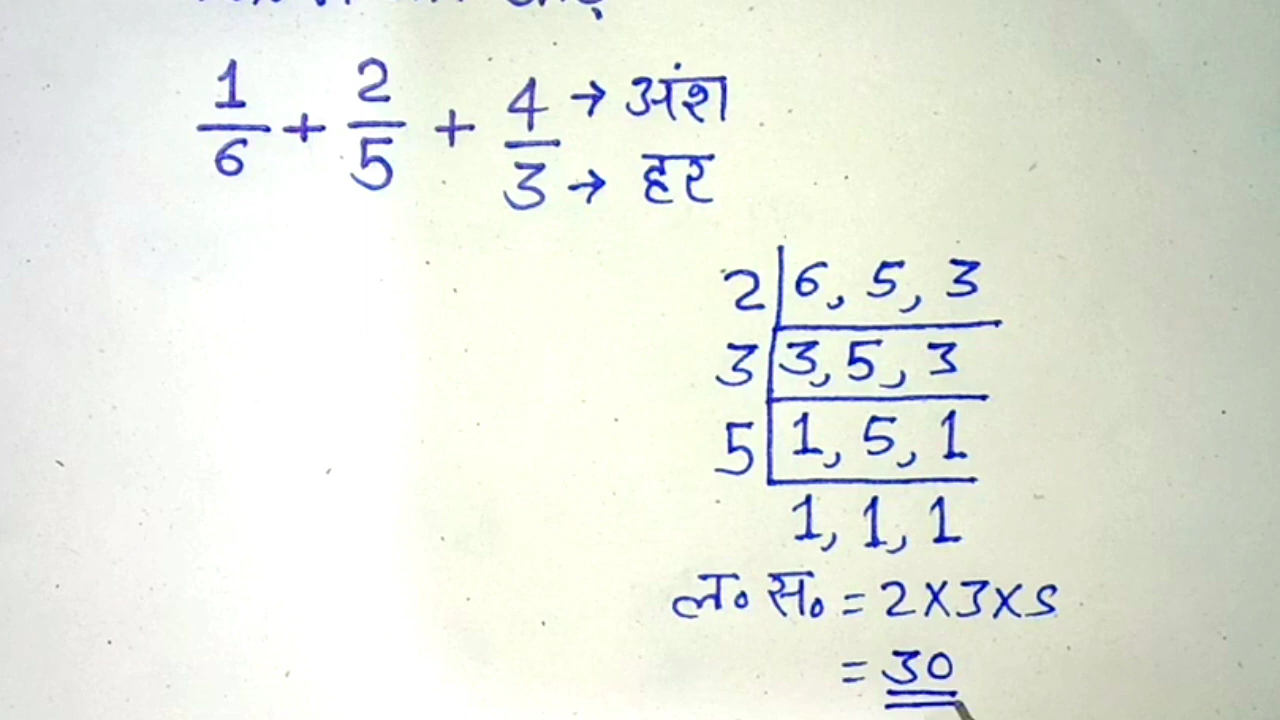 1/6 + 2/5 + 4/3 → अंश
→ हर
2 | 6, 5, 3
3 | 3, 5, 3
5 | 1, 5, 1
1, 1, 1
ल० स० = 2×3×5
= 30